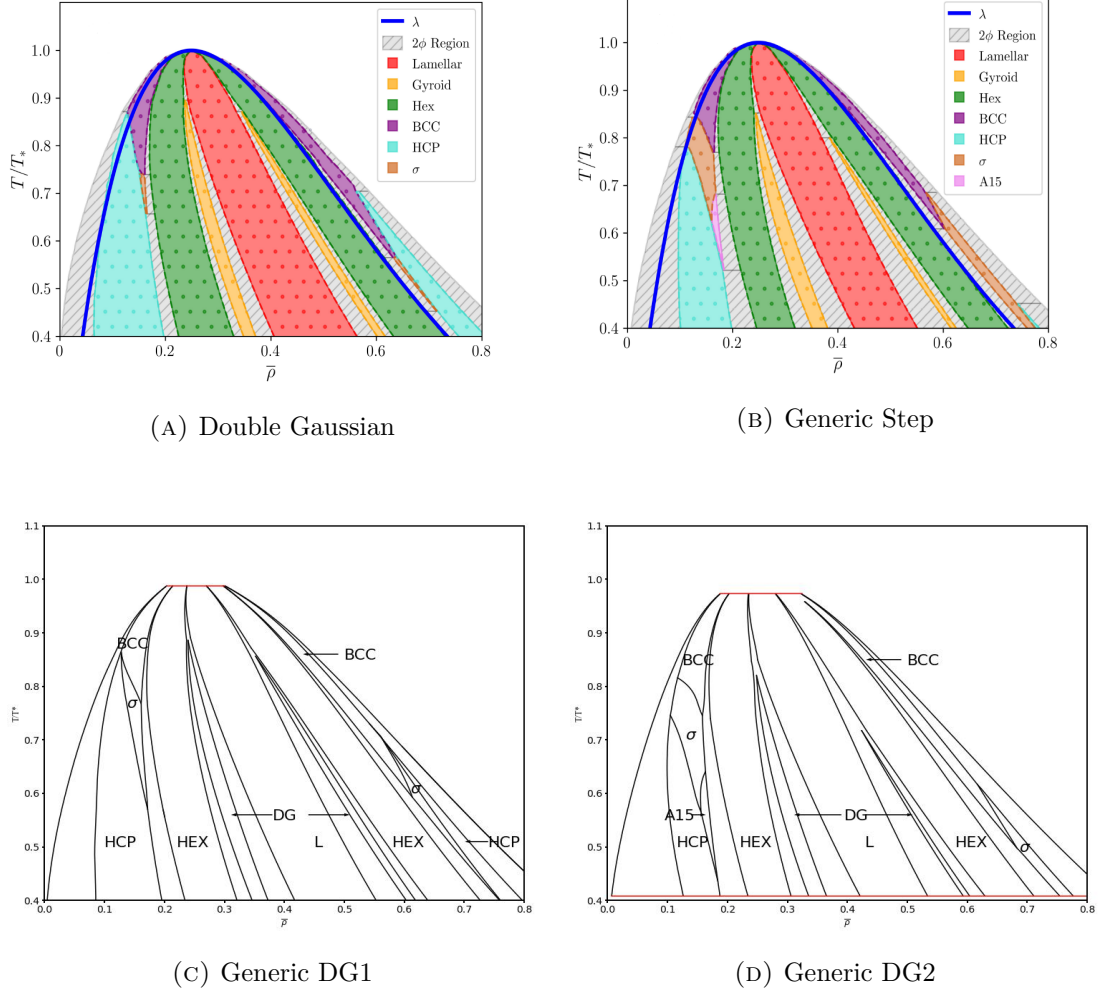 λ
2ϕ Region
Lamellar
Gyroid
Hex
BCC
HCP
σ
1.0
0.9
0.8
0.7
0.6
0.5
0.4
T/T*
0
0.2
0.4
0.6
0.8
ρ̅
(A) Double Gaussian
λ
2ϕ Region
Lamellar
Gyroid
Hex
BCC
HCP
σ
A15
1.0
0.9
0.8
0.7
0.6
0.5
0.4
T/T*
0
0.2
0.4
0.6
0.8
ρ̅
(B) Generic Step
1.1
1.0
0.9
0.8
0.7
0.6
0.5
0.4
T/T*
BCC
BCC
σ
σ
DG
HCP
HEX
L
HEX
HCP
0.0
0.1
0.2
0.3
0.4
0.5
0.6
0.7
0.8
ρ̅
(C) Generic DG1
1.1
1.0
0.9
0.8
0.7
0.6
0.5
0.4
T/T*
BCC
BCC
σ
A15
DG
HCP
HEX
L
HEX
σ
0.0
0.1
0.2
0.3
0.4
0.5
0.6
0.7
0.8
ρ̅
(D) Generic DG2